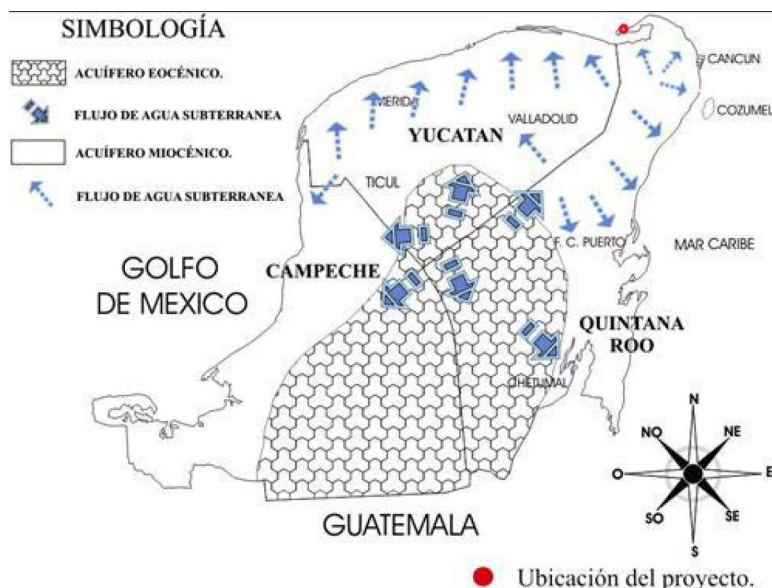 SIMBOLOGÍA
ACUÍFERO EOCÉNICO.
FLUJO DE AGUA SUBTERRANEA
ACUÍFERO MIOCÉNICO.
FLUJO DE AGUA SUBTERRANEA
CANCUN
COZUMEL
MERIDA
VALLADOLID
YUCATAN
TICUL
F. C. PUERTO
MAR CARIBE
GOLFO
DE MEXICO
CAMPECHE
QUINTANA
ROO
CHETUMAL
GUATEMALA
N
NO
NE
O
E
SO
SE
S
Ubicación del proyecto.